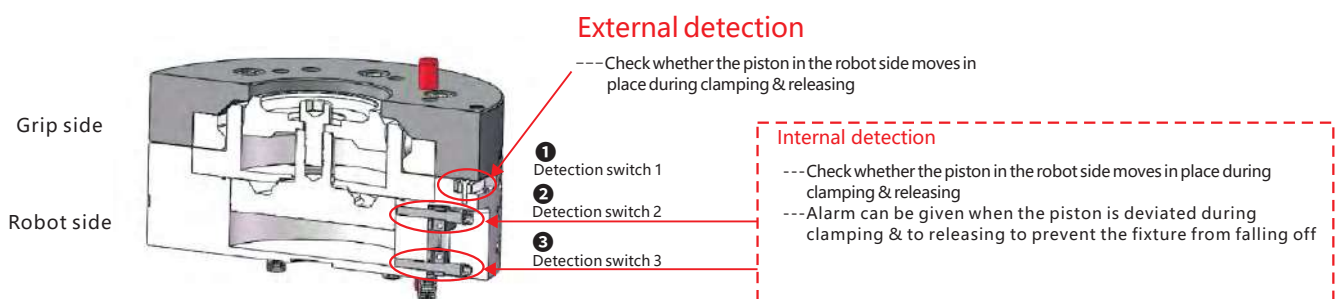 External detection
---Check whether the piston in the robot side moves in
place during clamping & releasing
Grip side
Robot side
1
Detection switch 1
2
Detection switch 2
3
Detection switch 3
Internal detection
---Check whether the piston in the robot side moves in place during
clamping & releasing
---Alarm can be given when the piston is deviated during
clamping & to releasing to prevent the fixture from falling off